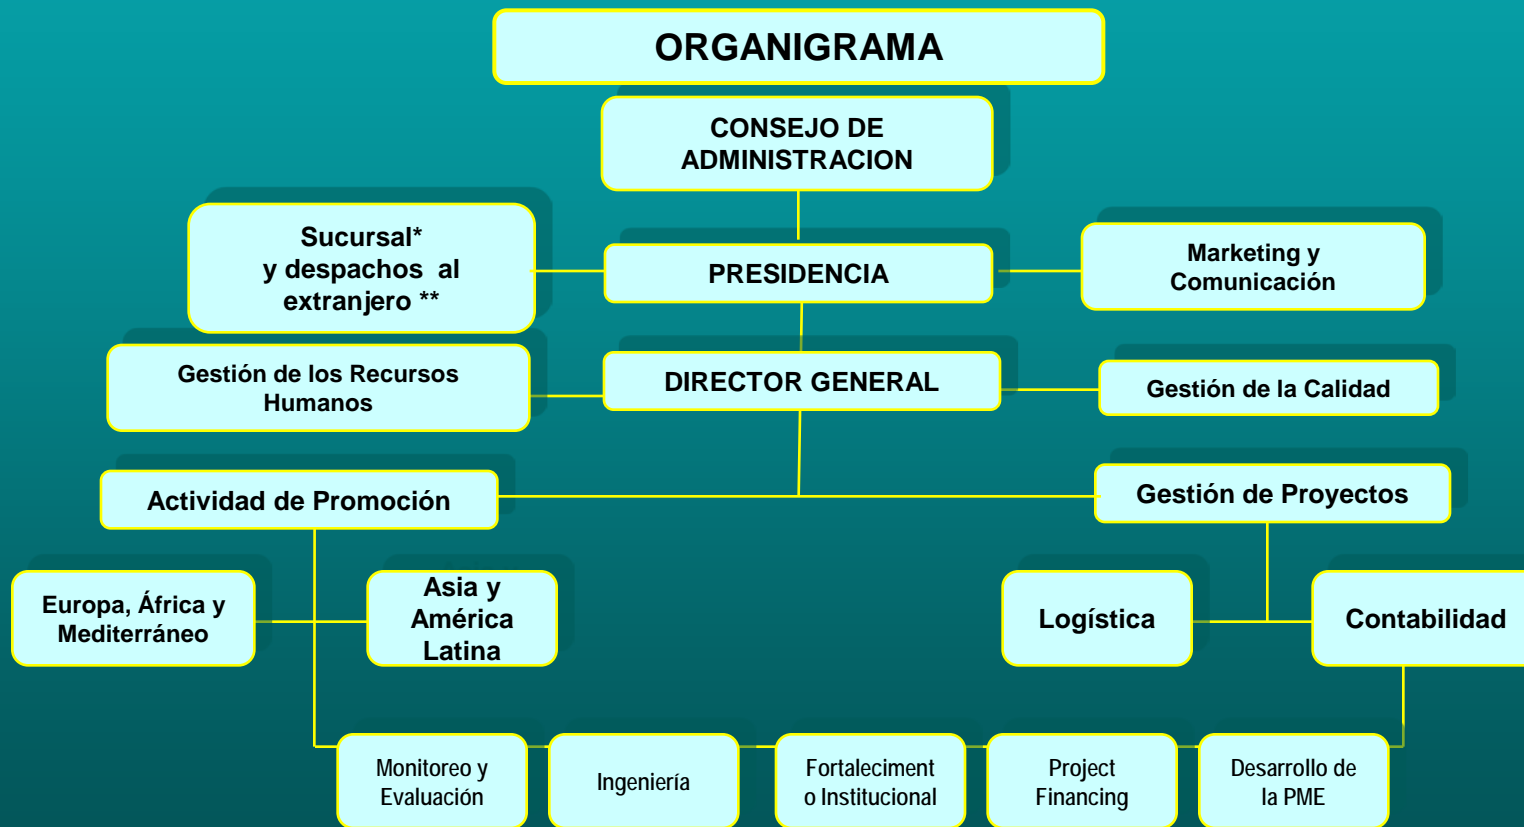 ORGANIGRAMA
CONSEJO DE
ADMINISTRACION
Sucursal*
y despachos al
extranjero **
PRESIDENCIA
Marketing y
Comunicación
Gestión de los Recursos
Humanos
DIRECTOR GENERAL
Gestión de la Calidad
Actividad de Promoción
Gestión de Proyectos
Europa, África y
Mediterráneo
Asia y
América
Latina
Logística
Contabilidad
Monitoreo y
Evaluación
Ingeniería
Fortaleciment
o Institucional
Project
Financing
Desarrollo de
la PME